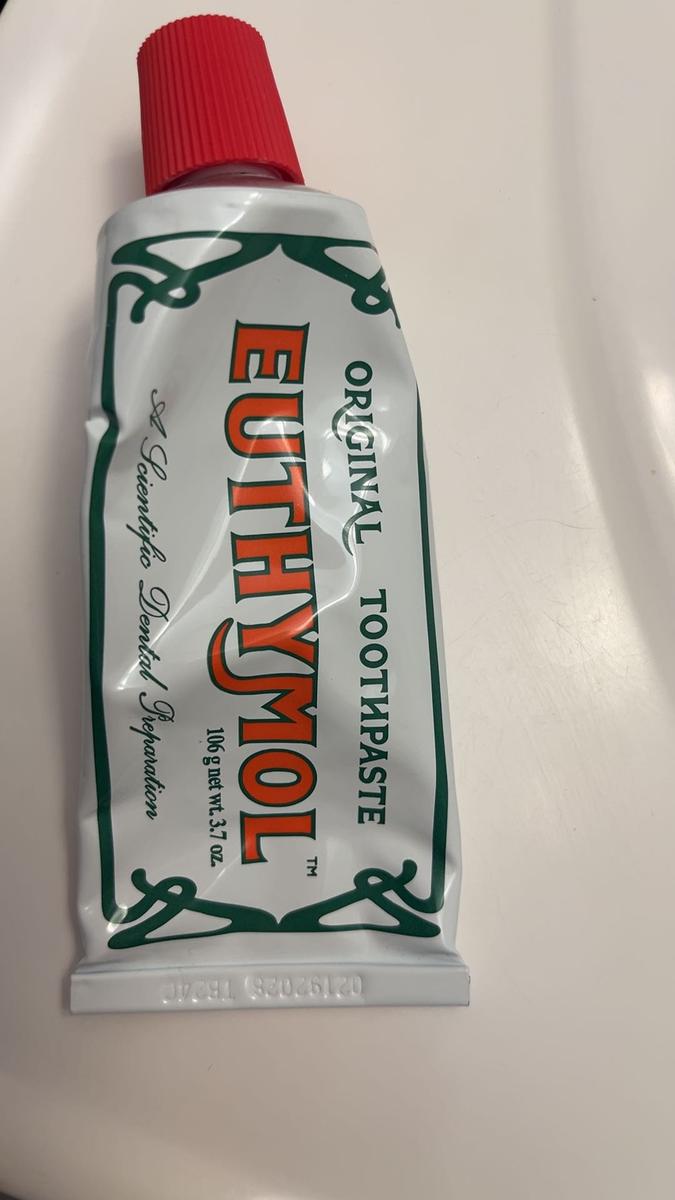 ORIGINAL TOOTHPASTE
EUTHYMOL™
106 g net wt. 3.7 oz.
A Scientific Dental Preparation